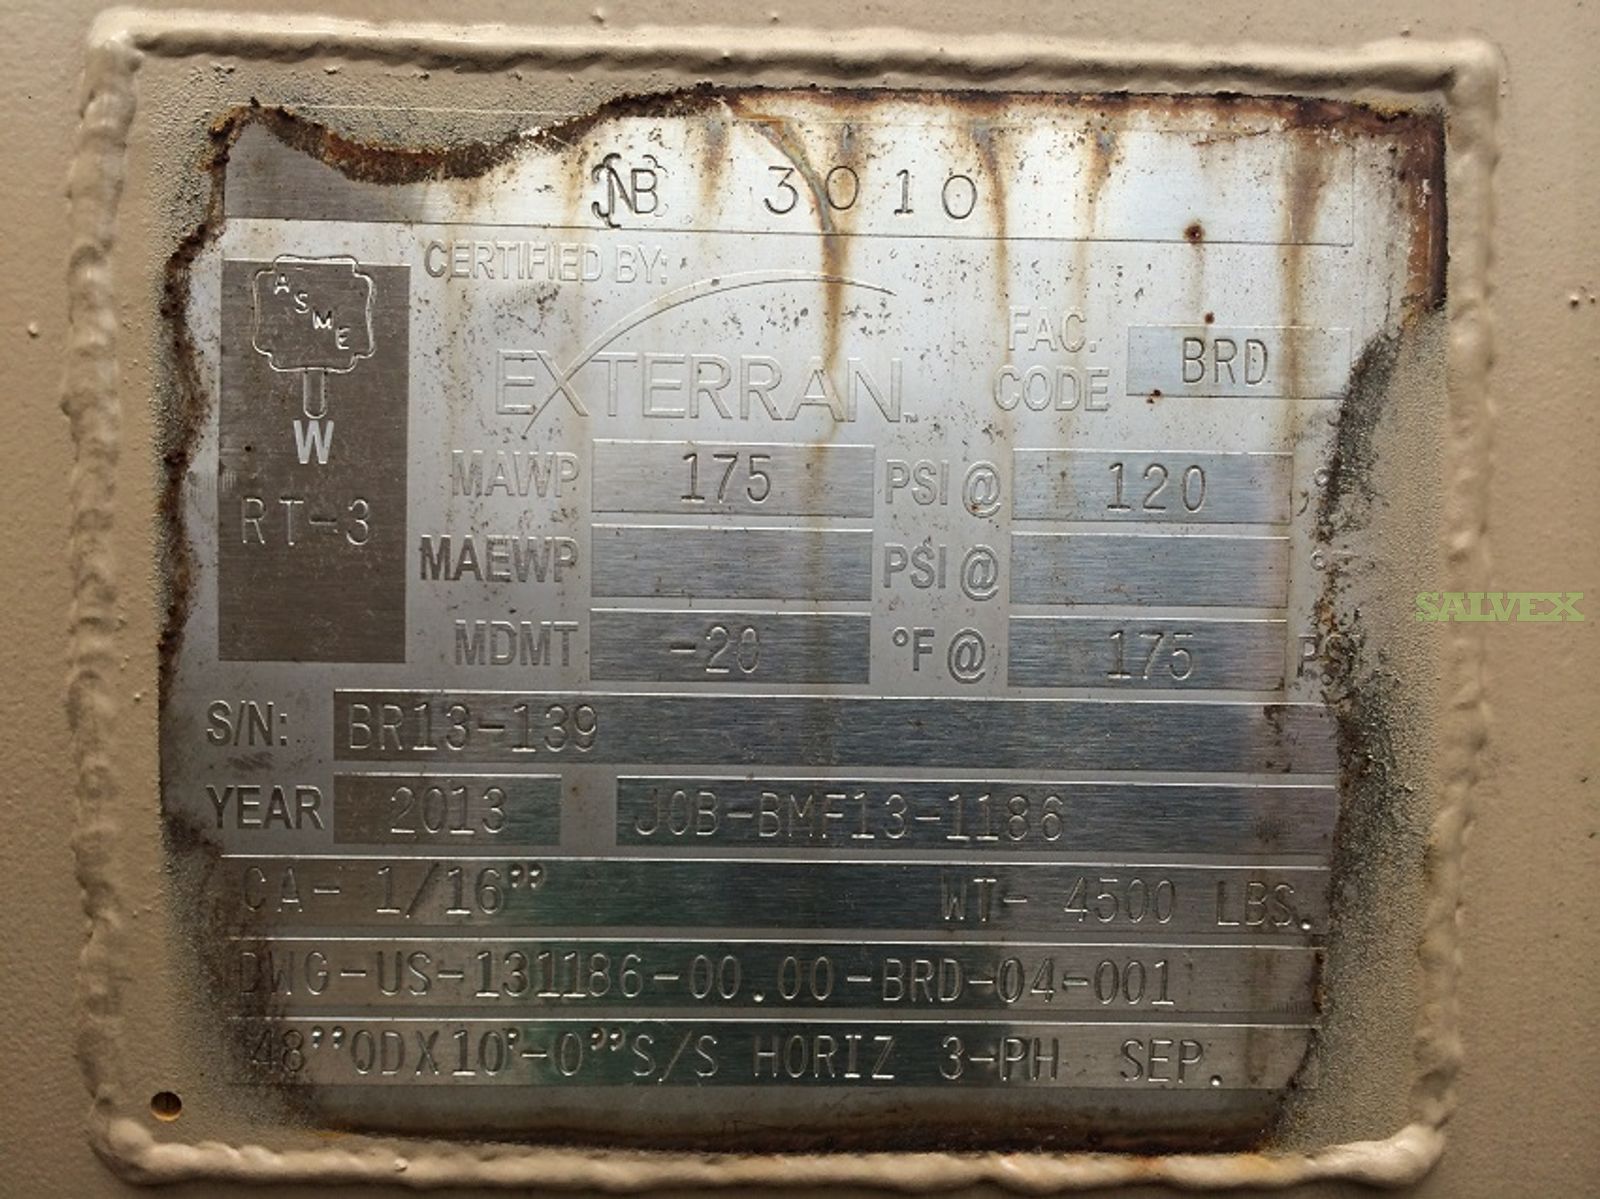 NB 3010
ASME
W
RT-3
CERTIFIED BY:
EXTERRAN™
FAC. CODE BRD
MAWP 175 PSI @ 120
MAEWP PSI @ °F
MDMT -20 °F @ 175 PSI
S/N: BR13-139
YEAR 2013 JOB-BMF13-1186
CA- 1/16" WT- 4500 LBS.
DWG-US-131186-00.00-BRD-04-001
48"ODX10'-0"S/S HORIZ 3-PH SEP.
SALVEX